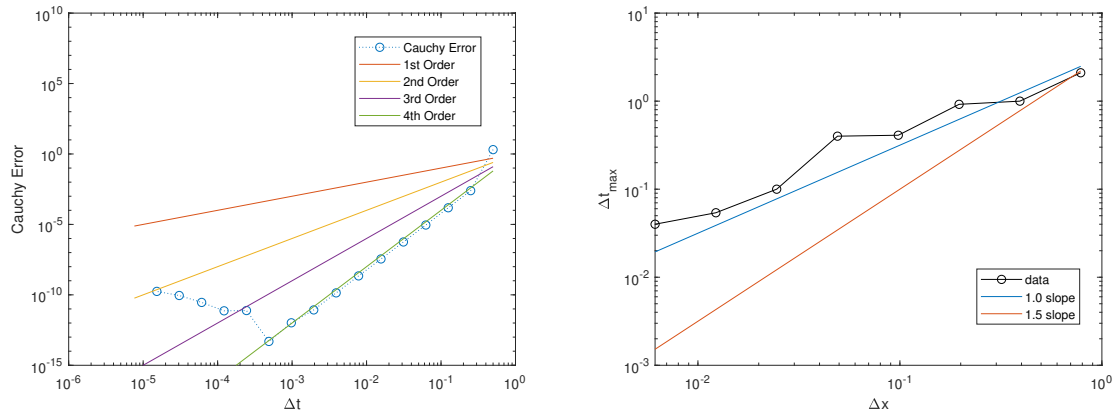 10^10
10^5
10^0
10^-5
10^-10
10^-15
Cauchy Error
Cauchy Error
1st Order
2nd Order
3rd Order
4th Order
10^-6
10^-5
10^-4
10^-3
10^-2
10^-1
10^0
Δt
10^1
10^0
10^-1
10^-2
10^-3
Δt_max
data
1.0 slope
1.5 slope
10^-2
10^-1
10^0
Δx